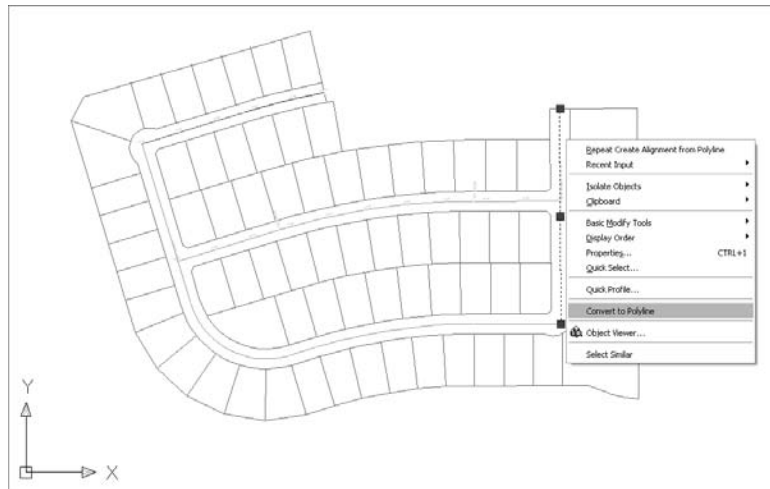 Repeat Create Alignment from Polyline
Recent Input
Isolate Objects
Clipboard
Basic Modify Tools
Display Order
Properties... CTRL+1
Quick Select...
Quick Profile...
Convert to Polyline
Object Viewer...
Select Similar
Y
X